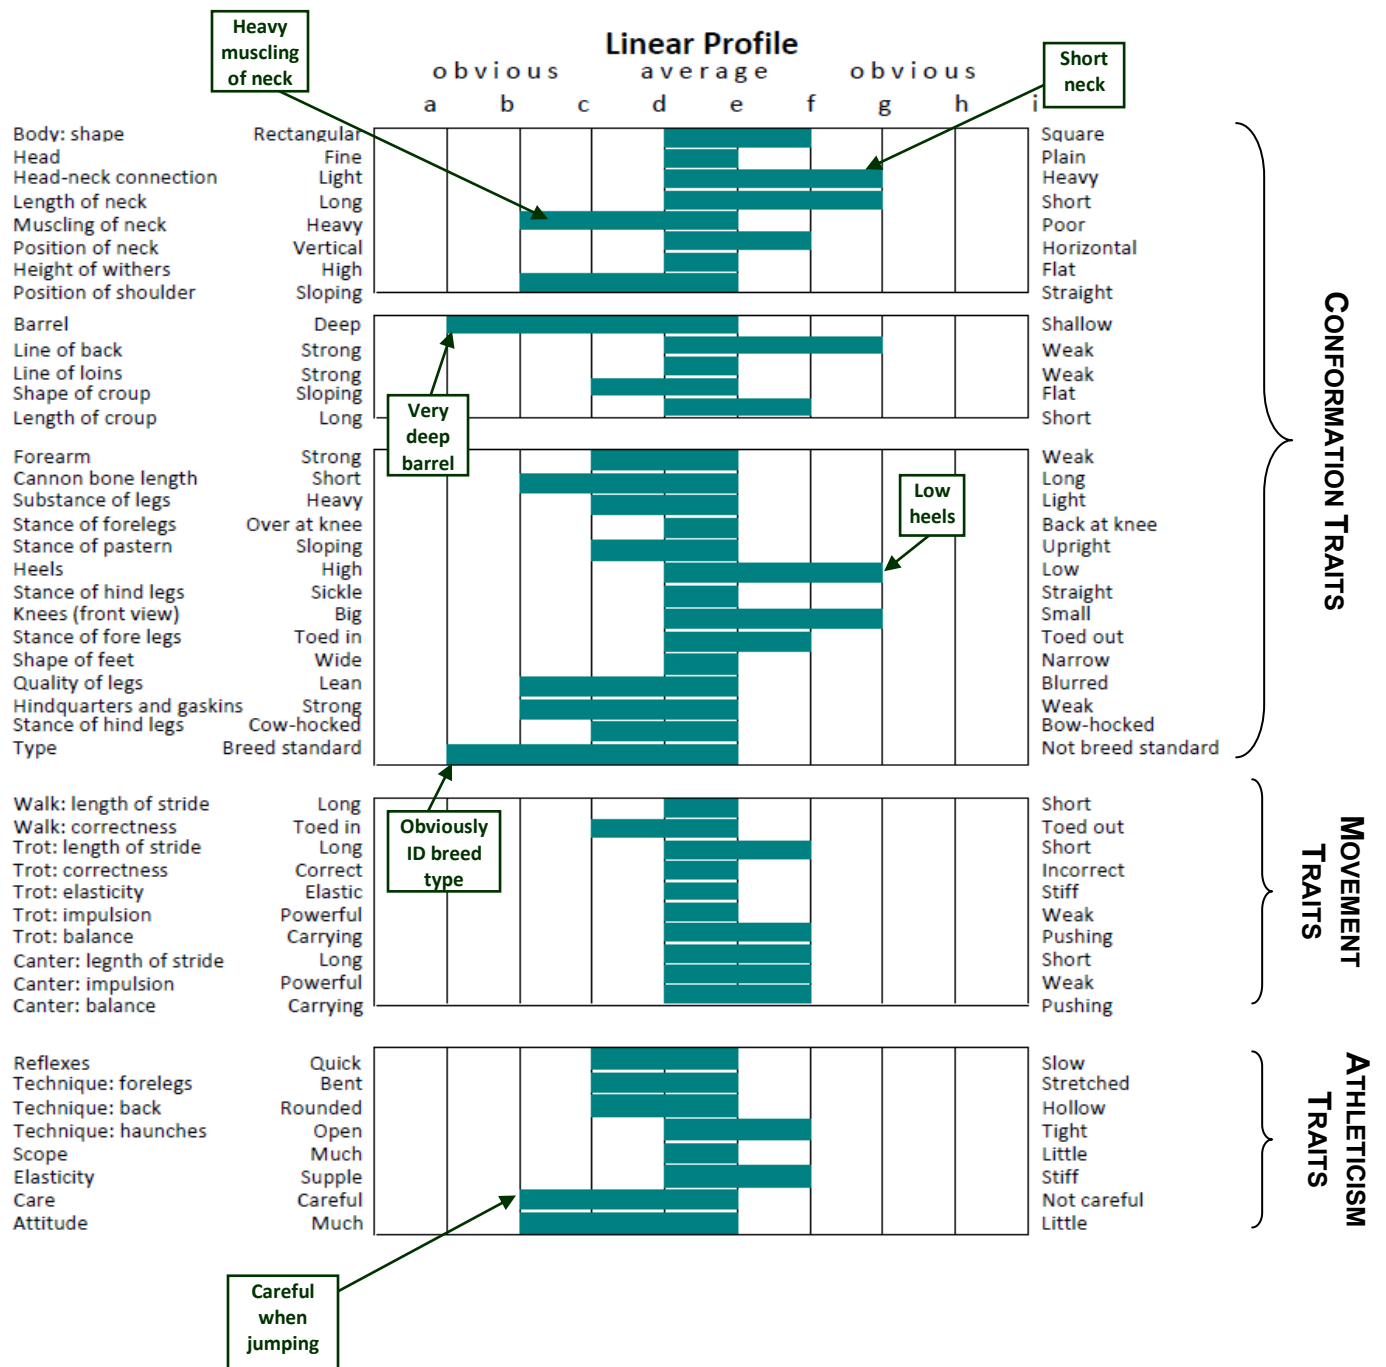 Heavy
muscling
of neck
Linear Profile
obvious average obvious
Short
neck
a b c d e f g h i
Body: shape Rectangular Square
Head Fine Plain
Head-neck connection Light Heavy
Length of neck Long Short
Muscling of neck Heavy Poor
Position of neck Vertical Horizontal
Height of withers High Flat
Position of shoulder Sloping Straight
Barrel Deep Shallow
Line of back Strong Weak
Line of loins Strong Weak
Shape of croup Sloping Flat
Length of croup Long Short
Very
deep
barrel
Forearm Strong Weak
Cannon bone length Short Long
Substance of legs Heavy Light
Stance of forelegs Over at knee Back at knee
Stance of pastern Sloping Upright
Heels High Low
Stance of hind legs Sickle Straight
Knees (front view) Big Small
Stance of fore legs Toed in Toed out
Shape of feet Wide Narrow
Quality of legs Lean Blurred
Hindquarters and gaskins Strong Weak
Stance of hind legs Cow-hocked Bow-hocked
Type Breed standard Not breed standard
Low
heels
CONFORMATION TRAITS
Walk: length of stride Long Short
Walk: correctness Toed in Toed out
Trot: length of stride Long Short
Trot: correctness Correct Incorrect
Trot: elasticity Elastic Stiff
Trot: impulsion Powerful Weak
Trot: balance Carrying Pushing
Canter: legnth of stride Long Short
Canter: impulsion Powerful Weak
Canter: balance Carrying Pushing
Obviously
ID breed
type
MOVEMENT
TRAITS
Reflexes Quick Slow
Technique: forelegs Bent Stretched
Technique: back Rounded Hollow
Technique: haunches Open Tight
Scope Much Little
Elasticity Supple Stiff
Care Careful Not careful
Attitude Much Little
ATHLETICISM
TRAITS
Careful
when
jumping